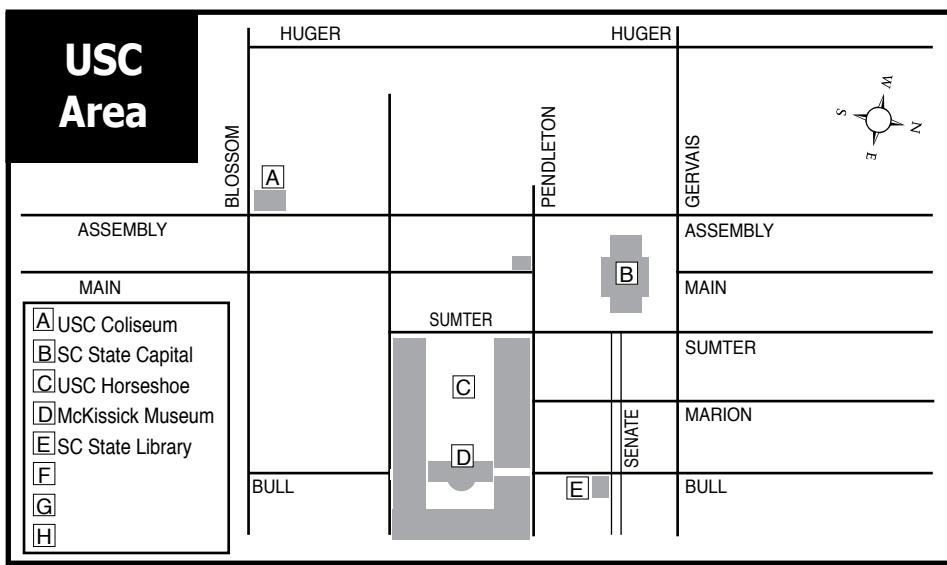 USC
Area
HUGER
HUGER
W
S
N
E
BLOSSOM
PENDLETON
GERVAIS
A
ASSEMBLY
ASSEMBLY
B
MAIN
MAIN
SUMTER
SUMTER
A USC Coliseum
B SC State Capital
C USC Horseshoe
D McKissick Museum
E SC State Library
F
G
H
C
MARION
SENATE
D
BULL
E
BULL